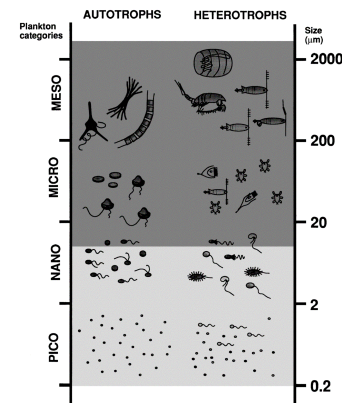 Plankton
categories
AUTOTROPHS
HETEROTROPHS
Size
(μm)
MESO
MICRO
NANO
PICO
2000
200
20
2
0.2